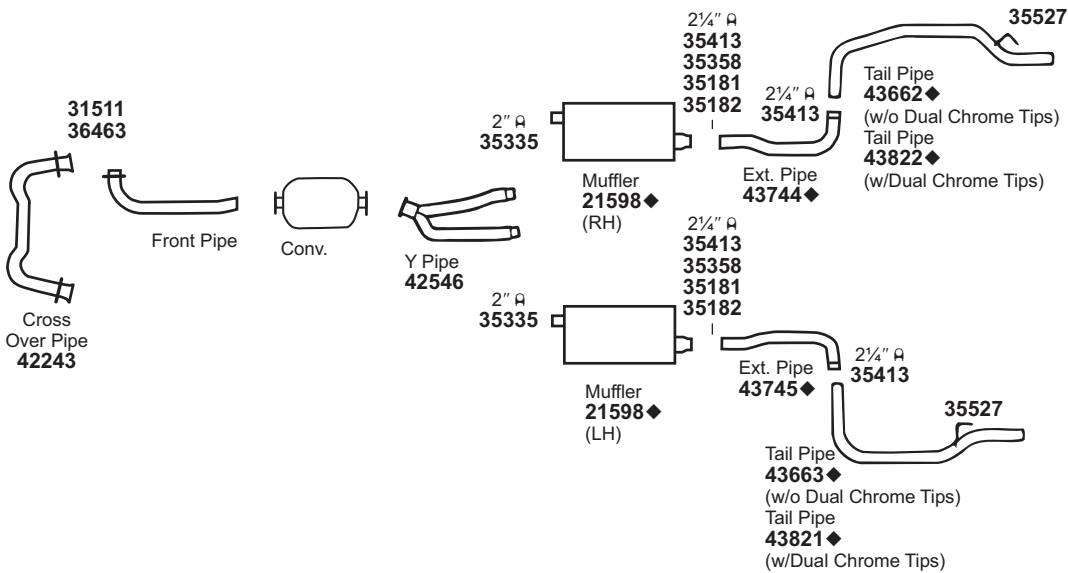 31511
36463
Cross
Over Pipe
42243
Front Pipe
Conv.
Y Pipe
42546
2"
35335
Muffler
21598◆
(RH)
2¼"
35413
35358
35181
35182
Ext. Pipe
43744◆
2¼"
35413
35527
Tail Pipe
43662◆
(w/o Dual Chrome Tips)
Tail Pipe
43822◆
(w/Dual Chrome Tips)
2"
35335
Muffler
21598◆
(LH)
2¼"
35413
35358
35181
35182
Ext. Pipe
43745◆
2¼"
35413
35527
Tail Pipe
43663◆
(w/o Dual Chrome Tips)
Tail Pipe
43821◆
(w/Dual Chrome Tips)